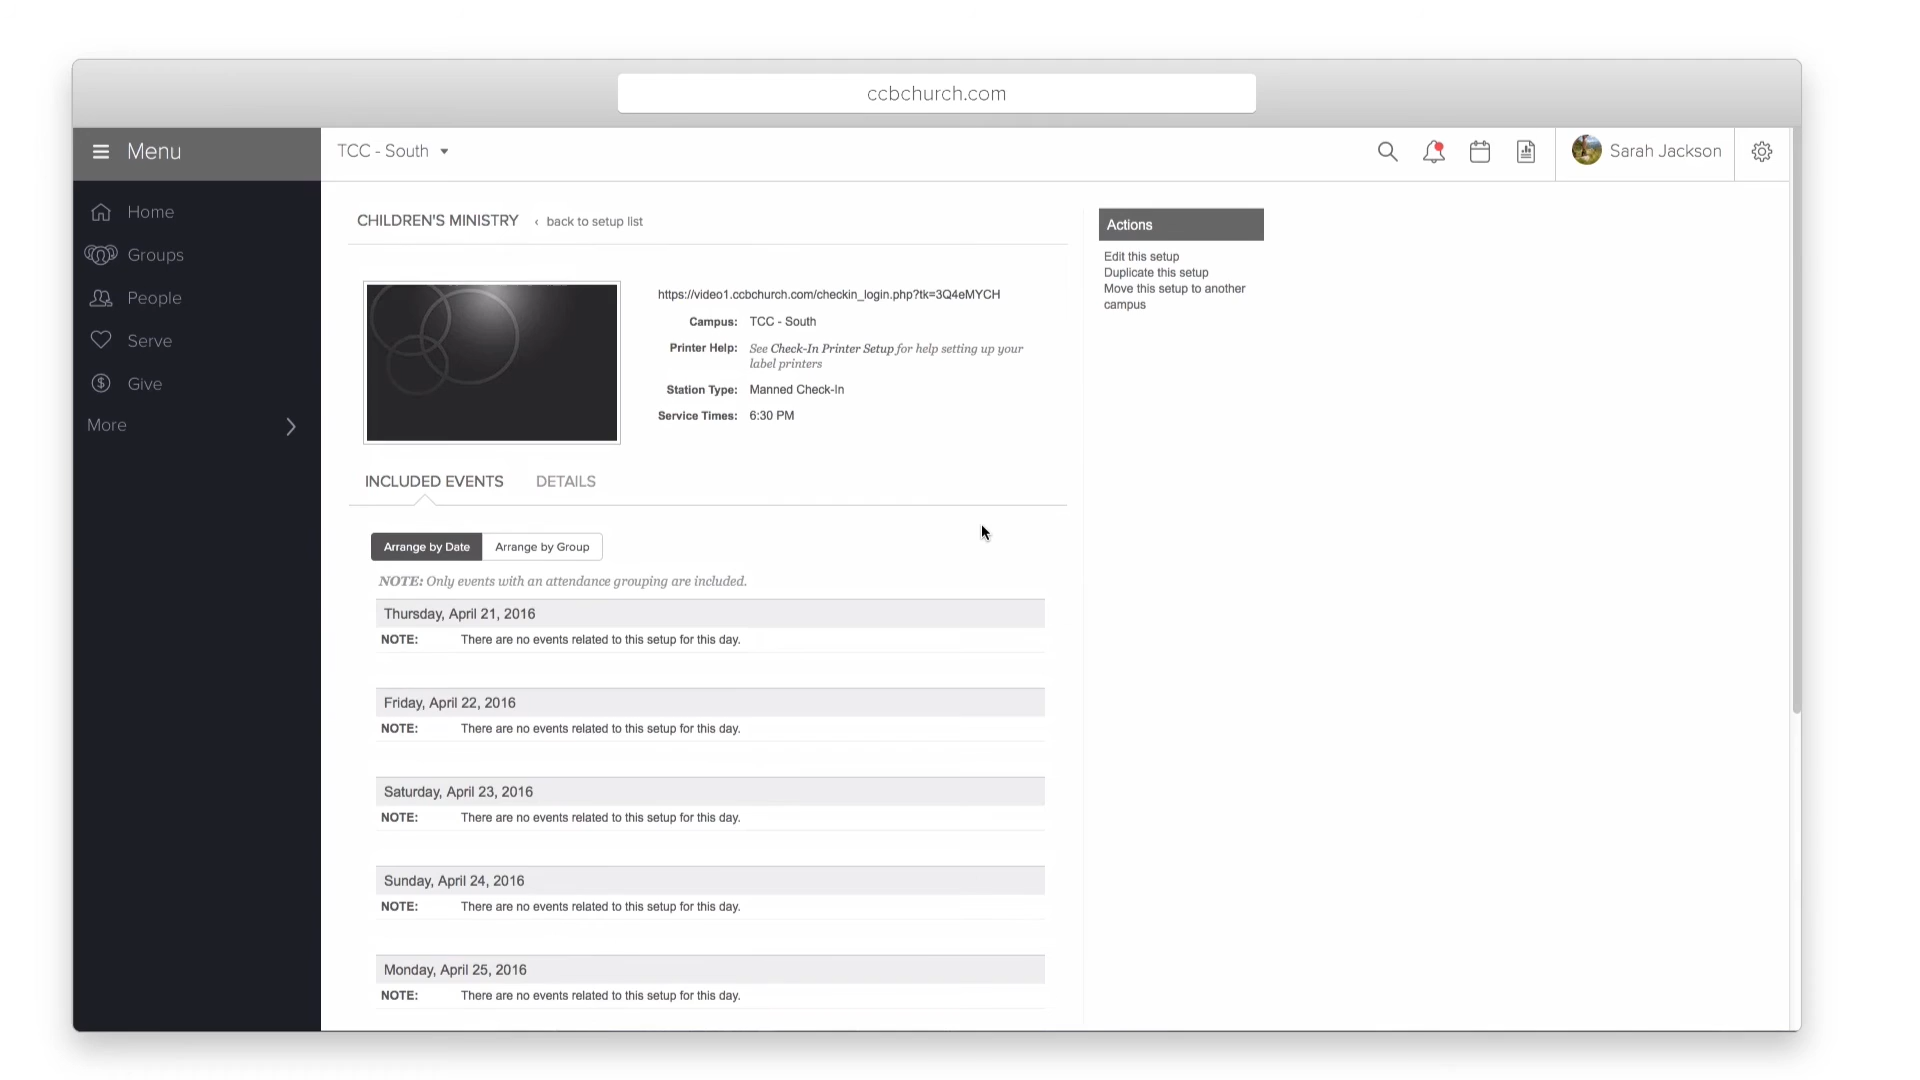 ccbchurch.com
Menu
TCC - South
Sarah Jackson
Home
Groups
People
Serve
Give
More
CHILDREN'S MINISTRY ‹ back to setup list
https://video1.ccbchurch.com/checkin_login.php?tk=3Q4eMYCH
Campus: TCC - South
Printer Help: See Check-In Printer Setup for help setting up your
label printers
Station Type: Manned Check-In
Service Times: 6:30 PM
Actions
Edit this setup
Duplicate this setup
Move this setup to another
campus
INCLUDED EVENTS DETAILS
Arrange by Date Arrange by Group
NOTE: Only events with an attendance grouping are included.
Thursday, April 21, 2016
NOTE: There are no events related to this setup for this day.
Friday, April 22, 2016
NOTE: There are no events related to this setup for this day.
Saturday, April 23, 2016
NOTE: There are no events related to this setup for this day.
Sunday, April 24, 2016
NOTE: There are no events related to this setup for this day.
Monday, April 25, 2016
NOTE: There are no events related to this setup for this day.